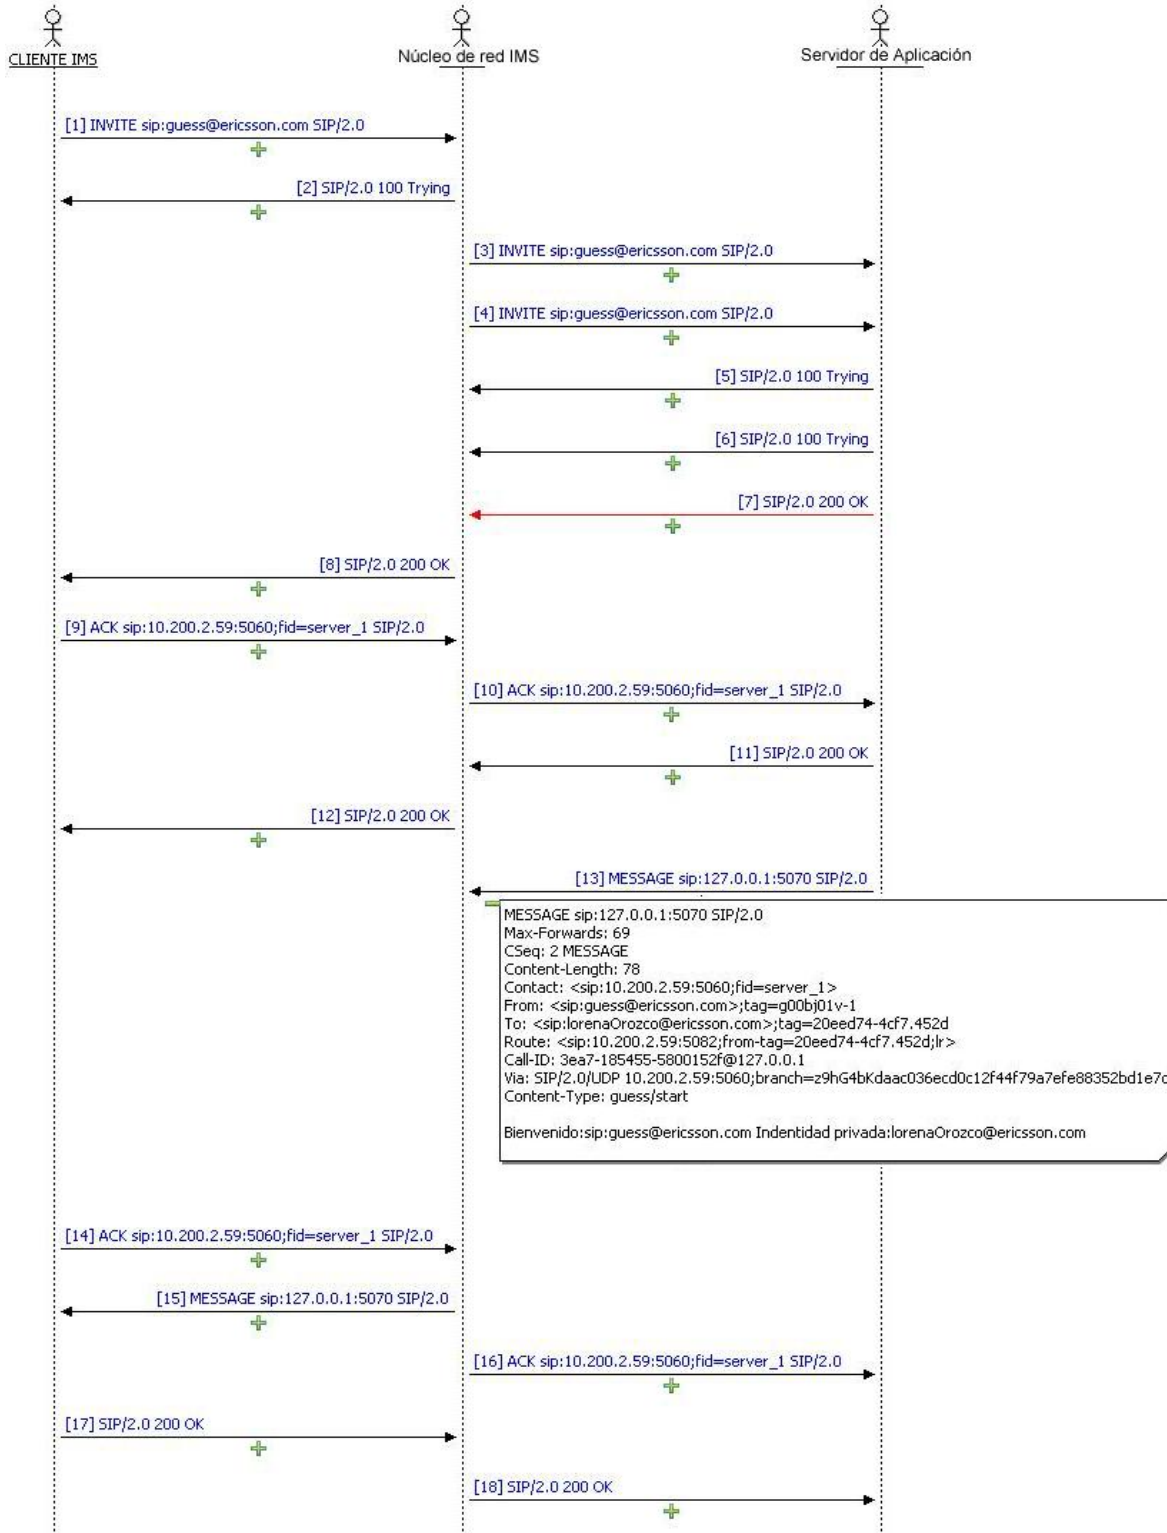 CLIENTE IMS
Núcleo de red IMS
Servidor de Aplicación
[1] INVITE sip:guess@ericsson.com SIP/2.0
[2] SIP/2.0 100 Trying
[3] INVITE sip:guess@ericsson.com SIP/2.0
[4] INVITE sip:guess@ericsson.com SIP/2.0
[5] SIP/2.0 100 Trying
[6] SIP/2.0 100 Trying
[7] SIP/2.0 200 OK
[8] SIP/2.0 200 OK
[9] ACK sip:10.200.2.59:5060;fid=server_1 SIP/2.0
[10] ACK sip:10.200.2.59:5060;fid=server_1 SIP/2.0
[11] SIP/2.0 200 OK
[12] SIP/2.0 200 OK
[13] MESSAGE sip:127.0.0.1:5070 SIP/2.0
MESSAGE sip:127.0.0.1:5070 SIP/2.0
Max-Forwards: 69
CSeq: 2 MESSAGE
Content-Length: 78
Contact: <sip:10.200.2.59:5060;fid=server_1>
From: <sip:guess@ericsson.com>;tag=g00bj01v-1
To: <sip:lorenaOrozco@ericsson.com>;tag=20eed74-4cf7.452d
Route: <sip:10.200.2.59:5082;from-tag=20eed74-4cf7.452d;lr>
Call-ID: 3ea7-185455-5800152f@127.0.0.1
Via: SIP/2.0/UDP 10.200.2.59:5060;branch=z9hG4bKdaac036ecd0c12f44f79a7efe88352bd1e7c
Content-Type: guess/start
Bienvenido:sip:guess@ericsson.com Indentidad privada:lorenaOrozco@ericsson.com
[14] ACK sip:10.200.2.59:5060;fid=server_1 SIP/2.0
[15] MESSAGE sip:127.0.0.1:5070 SIP/2.0
[16] ACK sip:10.200.2.59:5060;fid=server_1 SIP/2.0
[17] SIP/2.0 200 OK
[18] SIP/2.0 200 OK